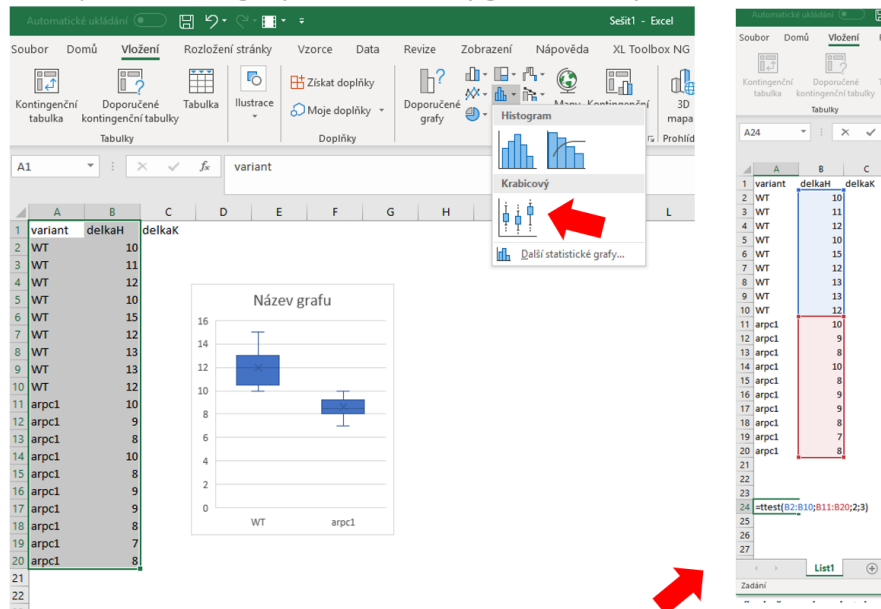 Automatické ukládání
Sešit1 - Excel
Soubor Domů Vložení Rozložení stránky Vzorce Data Revize Zobrazení Nápověda XL Toolbox NG
Získat doplňky
Moje doplňky
Kontingenční tabulka
Doporučené kontingenční tabulky
Tabulka
Ilustrace
Doporučené grafy
Mapy
Kontingenční
3D mapa
Tabulky
Doplňky
Histogram
Krabicový
Další statistické grafy...
A1 fx variant
A B C D E F G H L
1 variant delkaH delkaK
2 WT 10
3 WT 11
4 WT 12
5 WT 10
6 WT 15
7 WT 12
8 WT 13
9 WT 13
10 WT 12
11 arpc1 10
12 arpc1 9
13 arpc1 8
14 arpc1 10
15 arpc1 8
16 arpc1 9
17 arpc1 9
18 arpc1 8
19 arpc1 7
20 arpc1 8
21
22
Název grafu
16
14
12
10
8
6
4
2
0
WT arpc1
Automatické ukládání
Soubor Domů Vložení
Kontingenční tabulka
Doporučené kontingenční tabulky
Tabulky
A24
A B C
1 variant delkaH delkaK
2 WT 10
3 WT 11
4 WT 12
5 WT 10
6 WT 15
7 WT 12
8 WT 13
9 WT 13
10 WT 12
11 arpc1 10
12 arpc1 9
13 arpc1 8
14 arpc1 10
15 arpc1 8
16 arpc1 9
17 arpc1 9
18 arpc1 8
19 arpc1 7
20 arpc1 8
21
22
23
24 =ttest(B2:B10;B11:B20;2;3)
25
26
27
List1
Zadání